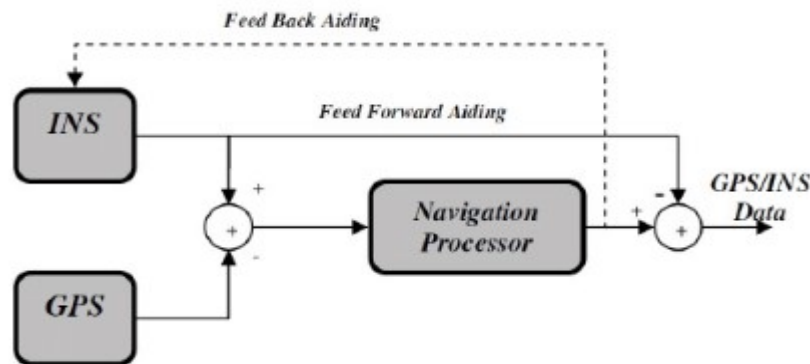 Feed Back Aiding
INS
Feed Forward Aiding
+
-
GPS/INS
Data
Navigation
Processor
+
+
+
-
GPS